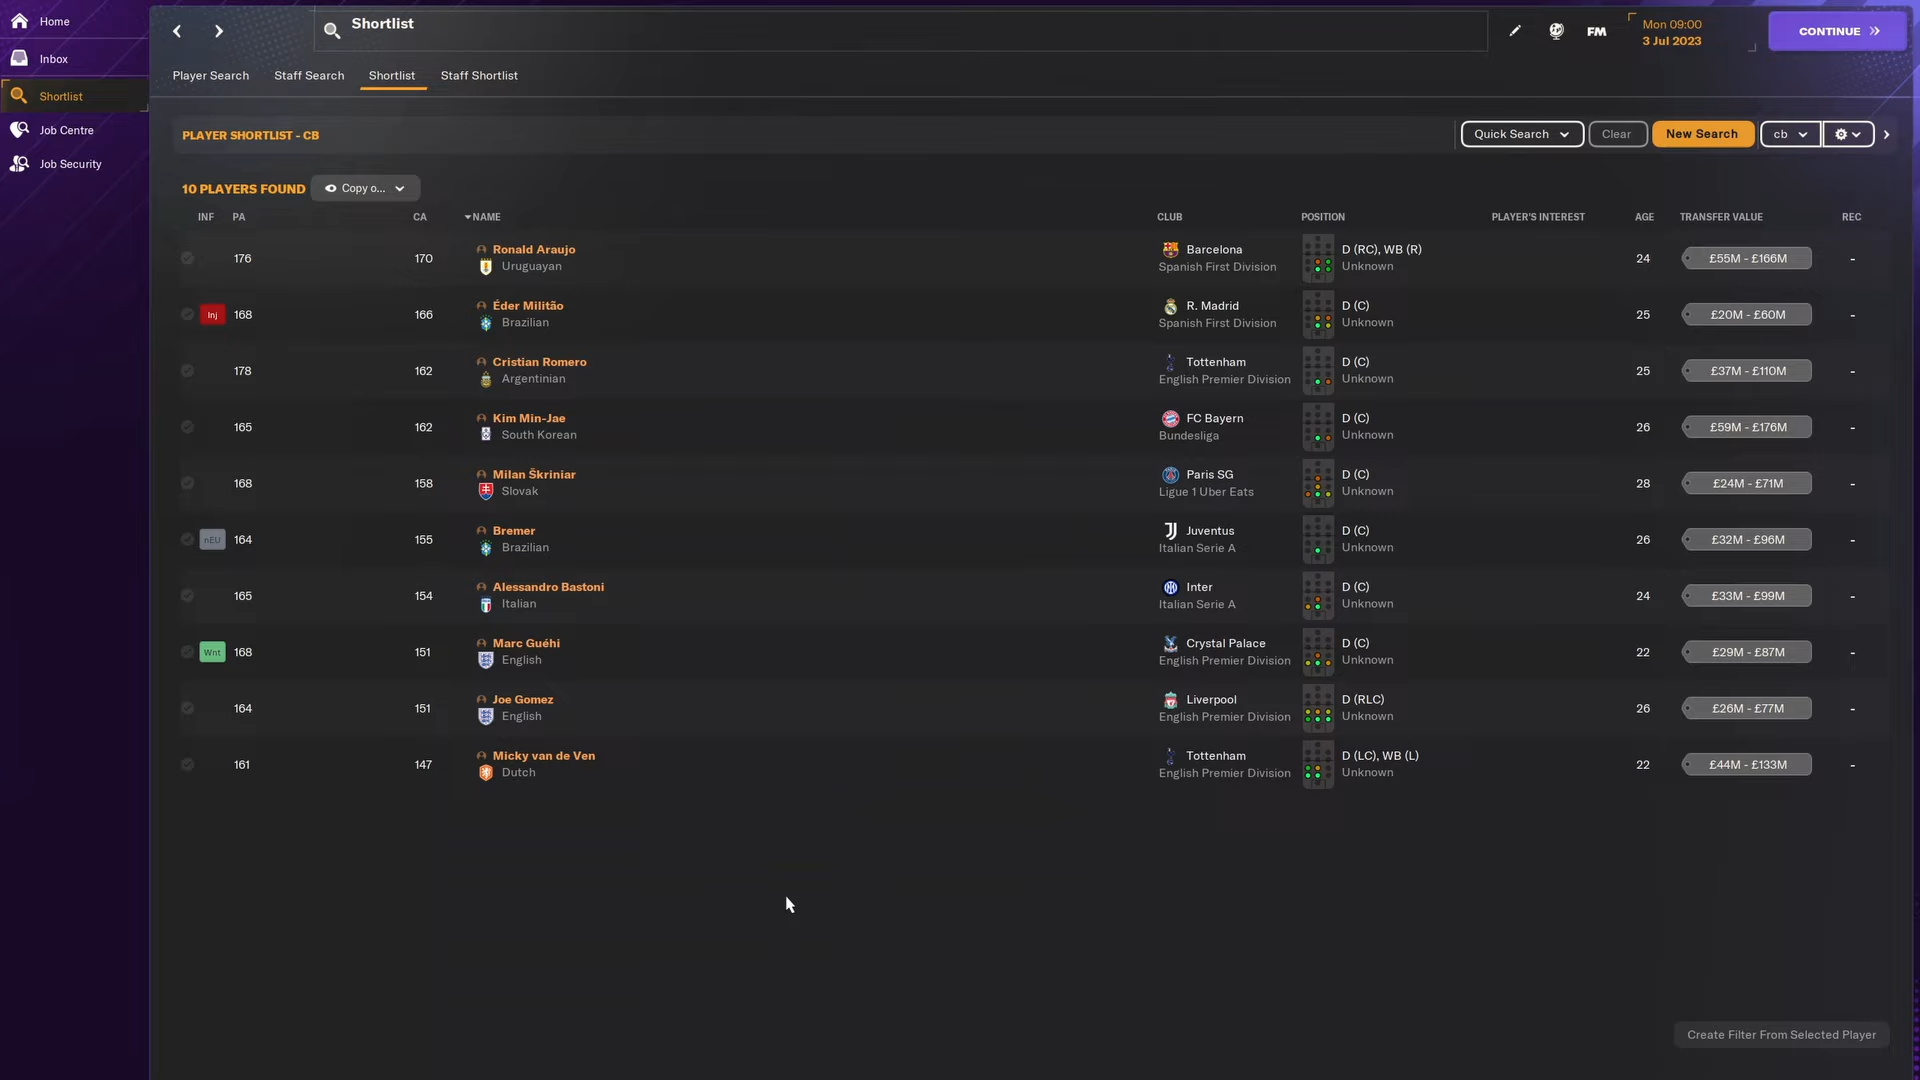 Home
Inbox
Shortlist
Job Centre
Job Security
Shortlist
FM
Mon 09:00
3 Jul 2023
CONTINUE
Player Search Staff Search Shortlist Staff Shortlist
PLAYER SHORTLIST - CB
Quick Search Clear New Search cb
10 PLAYERS FOUND Copy o...
INF PA CA NAME CLUB POSITION PLAYER'S INTEREST AGE TRANSFER VALUE REC
176 170 Ronald Araujo Barcelona D (RC), WB (R) 24 £55M - £166M -
Uruguayan Spanish First Division Unknown
Inj 168 166 Éder Militão R. Madrid D (C) 25 £20M - £60M -
Brazilian Spanish First Division Unknown
178 162 Cristian Romero Tottenham D (C) 25 £37M - £110M -
Argentinian English Premier Division Unknown
165 162 Kim Min-Jae FC Bayern D (C) 26 £59M - £176M -
South Korean Bundesliga Unknown
168 158 Milan Škriniar Paris SG D (C) 28 £24M - £71M -
Slovak Ligue 1 Uber Eats Unknown
nEU 164 155 Bremer Juventus D (C) 26 £32M - £96M -
Brazilian Italian Serie A Unknown
165 154 Alessandro Bastoni Inter D (C) 24 £33M - £99M -
Italian Italian Serie A Unknown
Wnt 168 151 Marc Guéhi Crystal Palace D (C) 22 £29M - £87M -
English English Premier Division Unknown
164 151 Joe Gomez Liverpool D (RLC) 26 £26M - £77M -
English English Premier Division Unknown
161 147 Micky van de Ven Tottenham D (LC), WB (L) 22 £44M - £133M -
Dutch English Premier Division Unknown
Create Filter From Selected Player